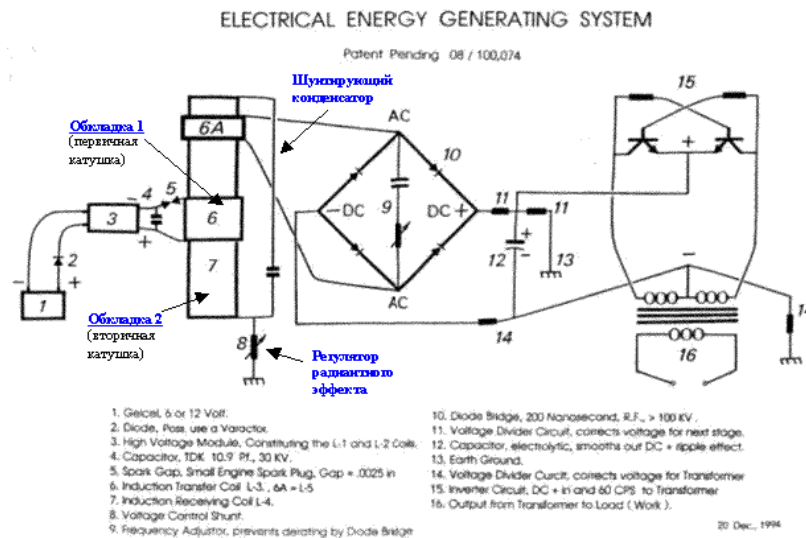 ELECTRICAL ENERGY GENERATING SYSTEM
Patent Pending 08 / 100,074
Шунтирующий
конденсатор
Обкладка 1
(первичная
катушка)
Обкладка 2
(вторичная
катушка)
Регулятор
радиантного
эффекта
6A
AC
10
15
4
5
3
6
9
- DC
DC +
11
11
+
2
7
12
13
1
8
AC
14
14
16
1. Gelcel, 6 or 12 Volt.
2. Diode, Poss. use a Varactor.
3. High Voltage Module, Constituting the L-1 and L-2 Coils.
4. Capacitor, TDK 10.9 Pf., 30 KV.
5. Spark Gap, Small Engine Spark Plug, Gap = .0025 in
6. Induction Transfer Coil L-3. , 6A = L-5
7. Induction Receiving Coil L-4.
8. Voltage Control Shunt.
9. Frequency Adjustor, prevents derating by Diode Bridge
10. Diode Bridge, 200 Nanosecond, R.F., > 100 KV.
11. Voltage Divider Circuit, corrects voltage for next stage.
12. Capacitor, electrolytic, smooths out DC + ripple effect.
13. Earth Ground.
14. Voltage Divider Curcit, corrects voltage for Transformer
15. Inverter Circuit, DC + in and 60 CPS to Transformer
16. Output from Transformer to Load ( Work ).
20 Dec., 1994